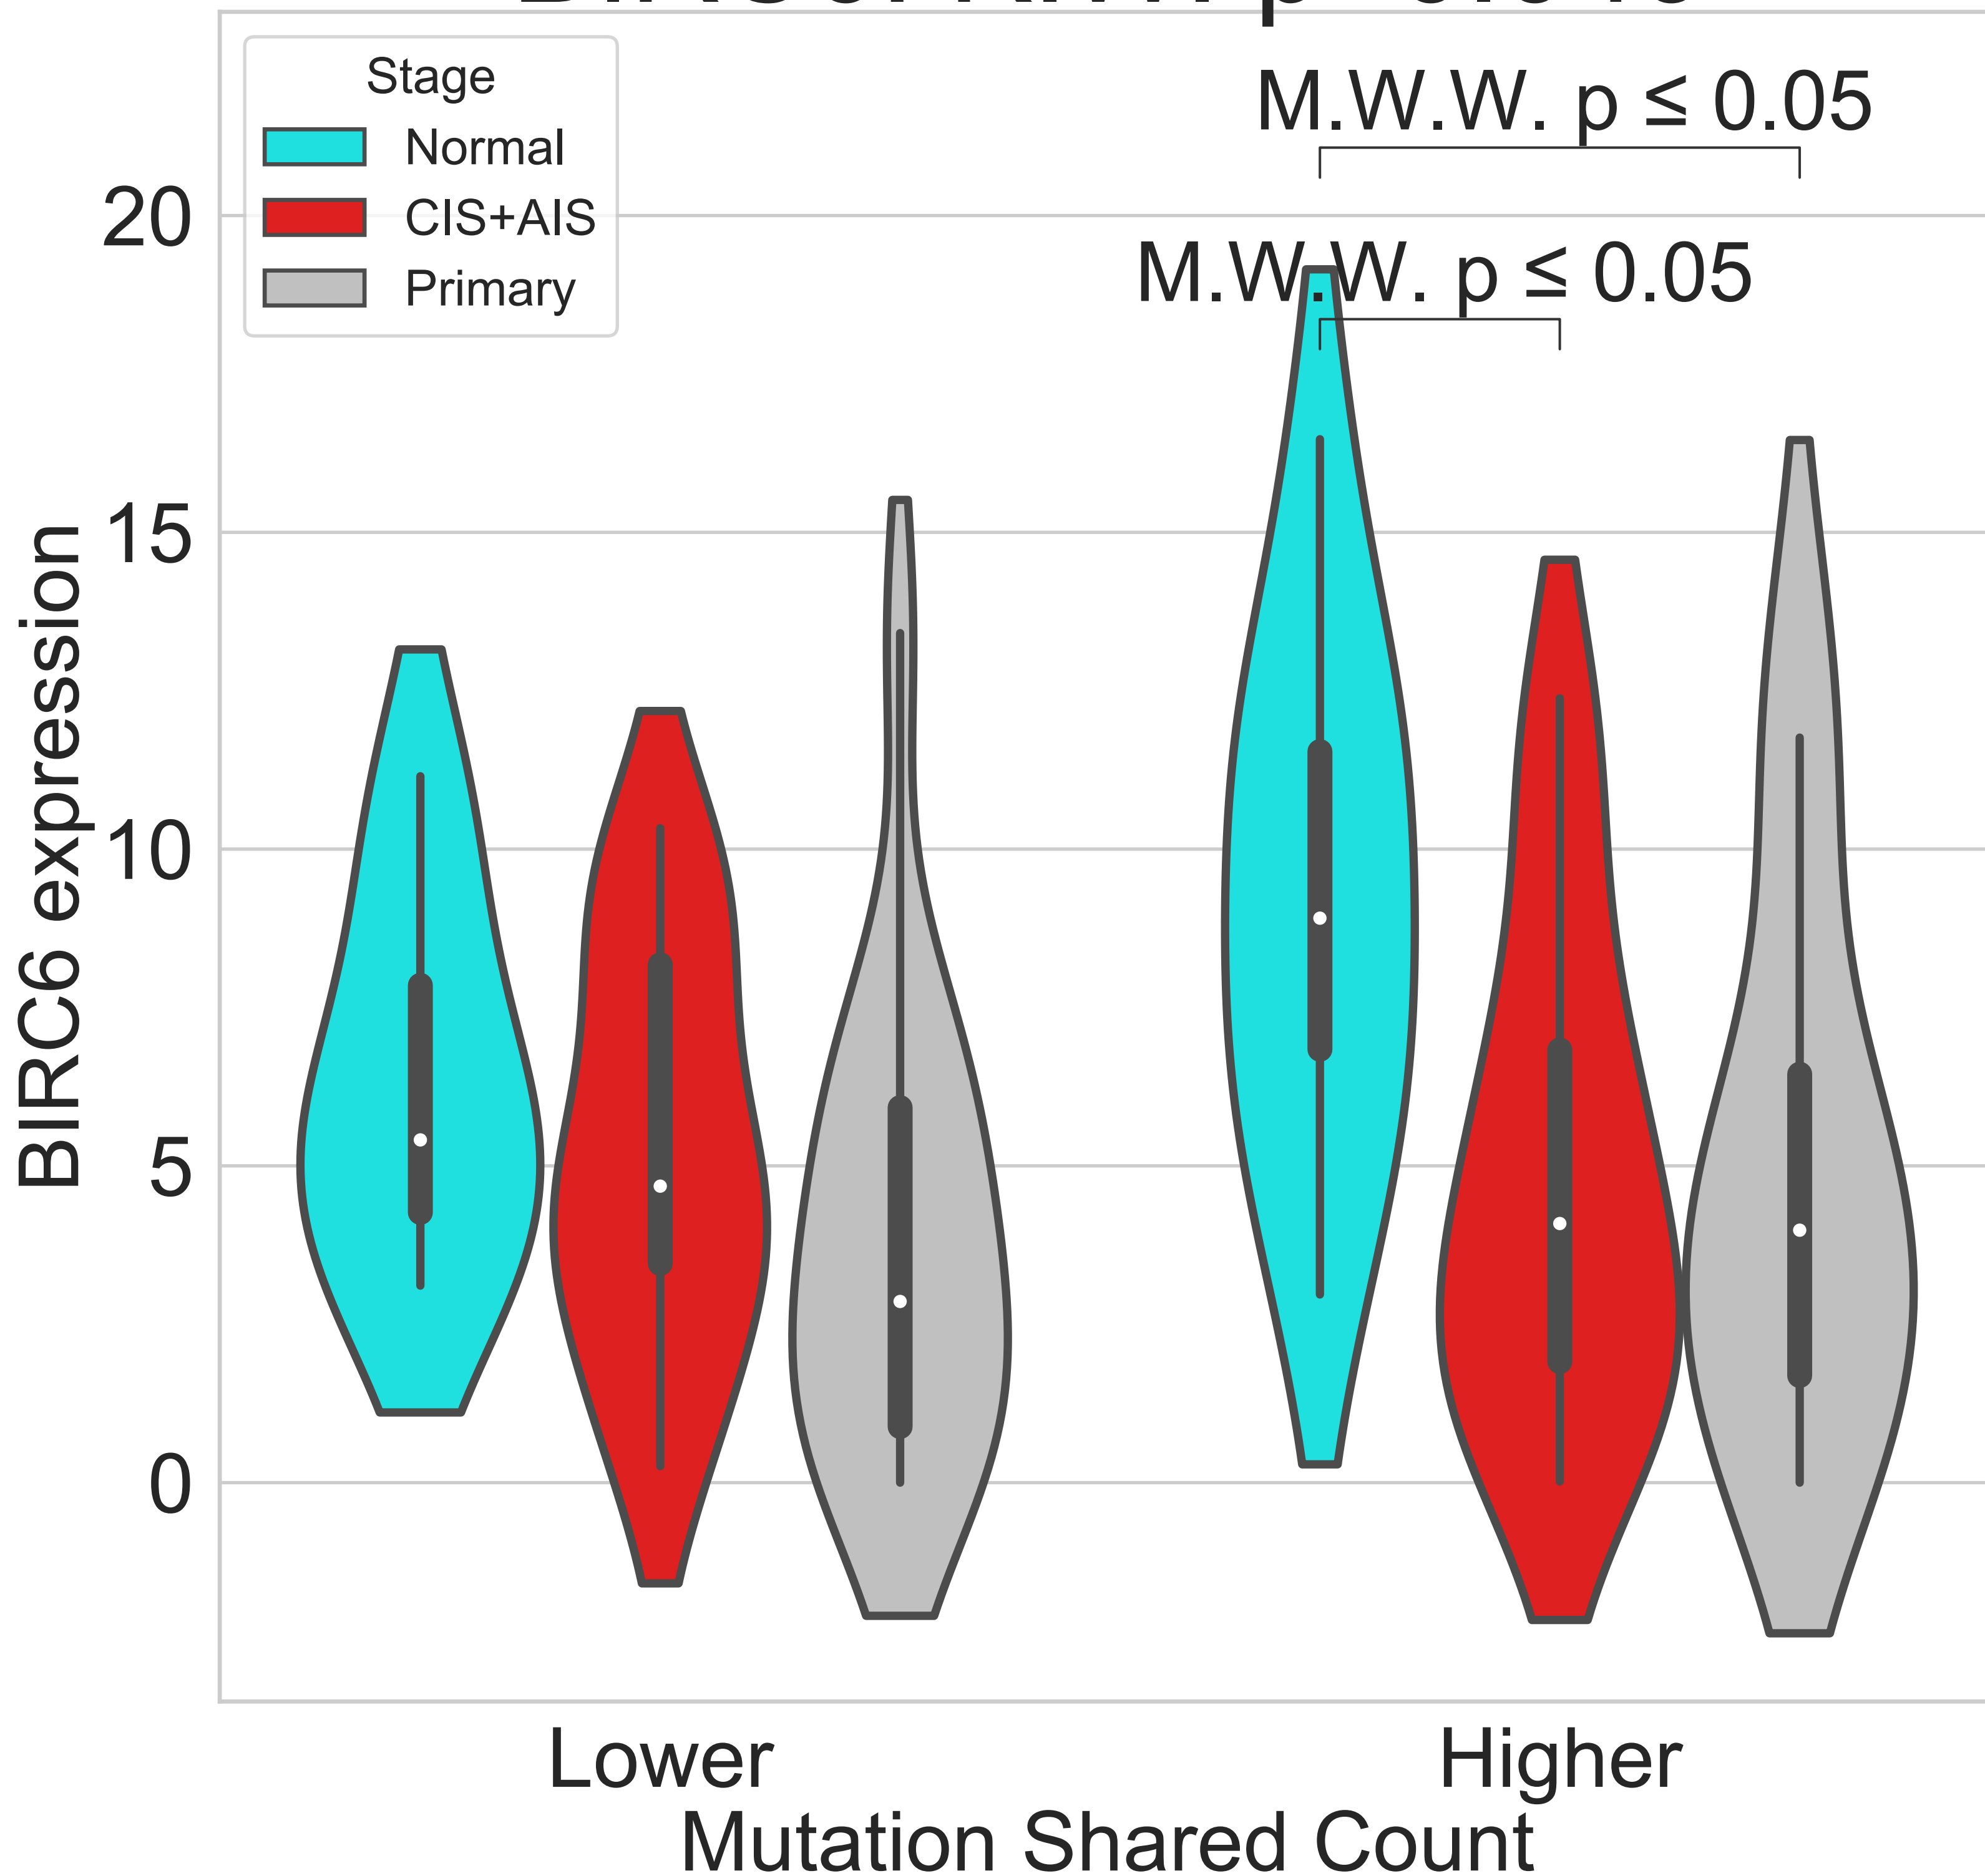 M.W.W. p ≤ 0.05
M.W.W. p ≤ 0.05
Stage
Normal
CIS+AIS
Primary
20
15
10
5
0
BIRC6 expression
Lower
Higher
Mutation Shared Count